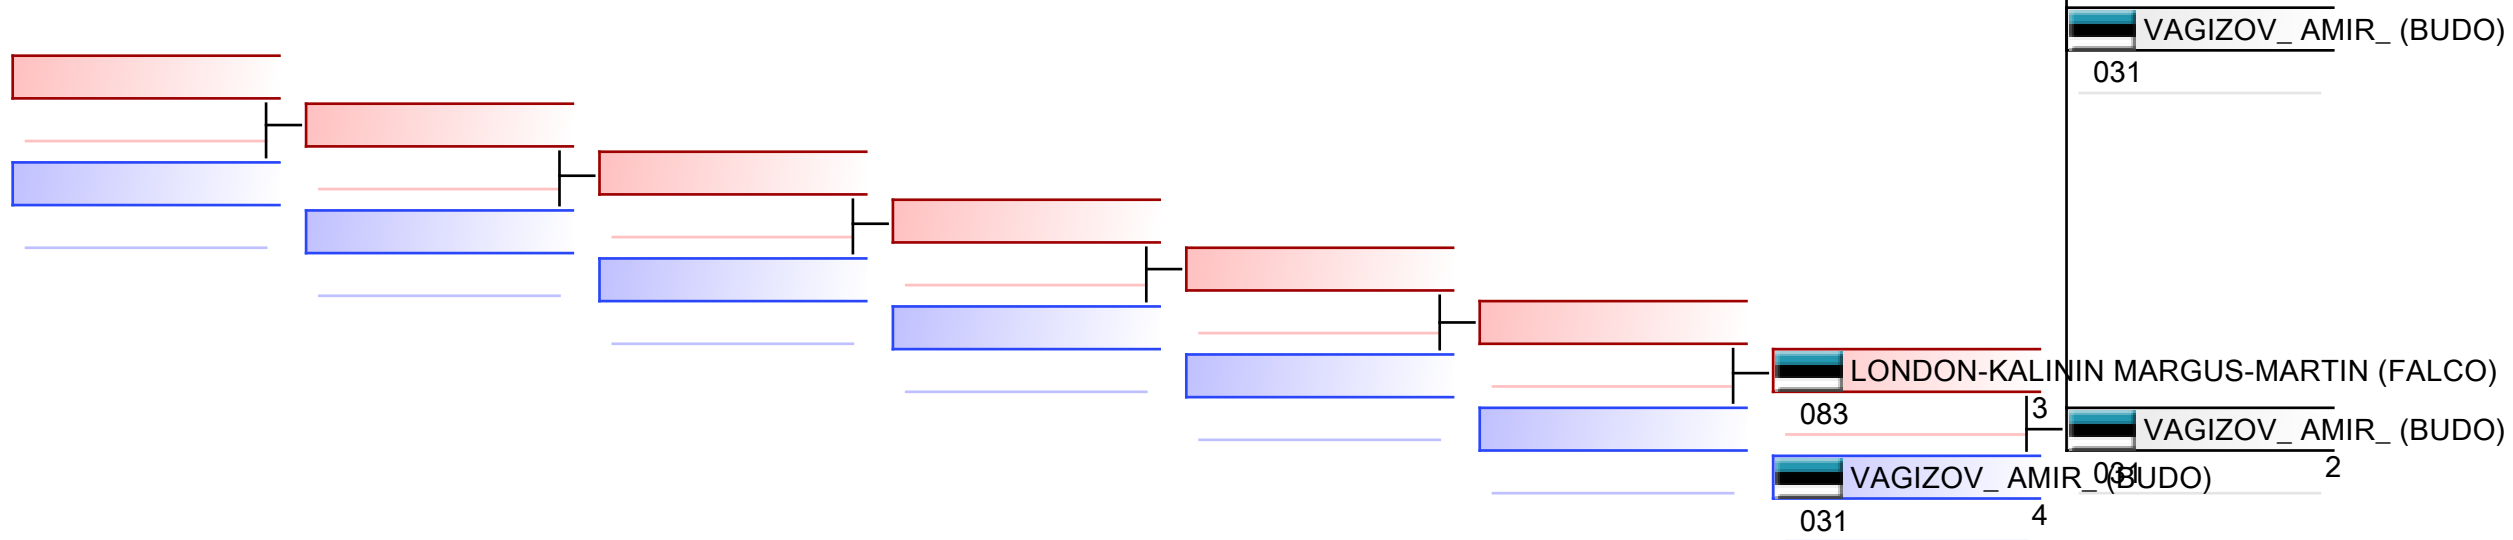 VAGIZOV_ AMIR_ (BUDO)
031
LONDON-KALININ MARGUS-MARTIN (FALCO)
083
3
VAGIZOV_ AMIR_ (BUDO)
031
2
VAGIZOV_ AMIR_ (BUDO)
031
4